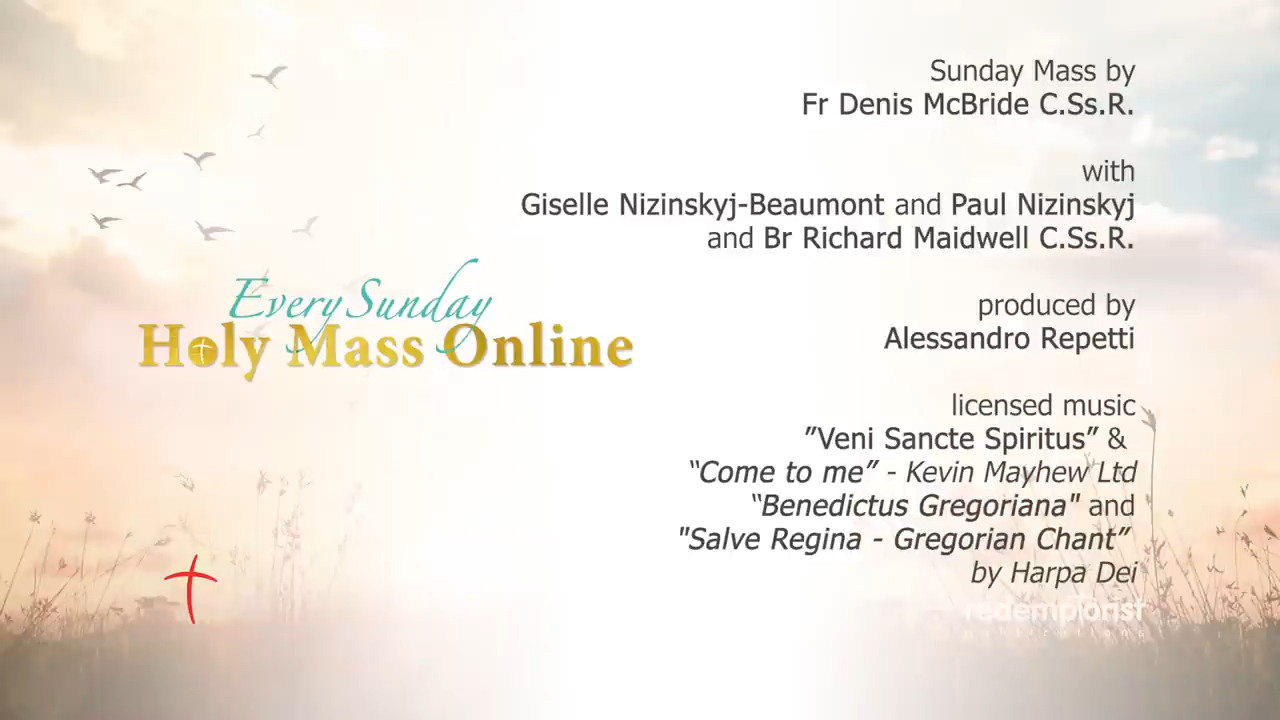 Sunday Mass by
Fr Denis McBride C.Ss.R.
with
Giselle Nizinskyj-Beaumont and Paul Nizinskyj
and Br Richard Maidwell C.Ss.R.
Every Sunday
Holy Mass Online
produced by
Alessandro Repetti
licensed music
”Veni Sancte Spiritus” &
“Come to me” - Kevin Mayhew Ltd
“Benedictus Gregoriana" and
"Salve Regina - Gregorian Chant”
by Harpa Dei
redemptorist